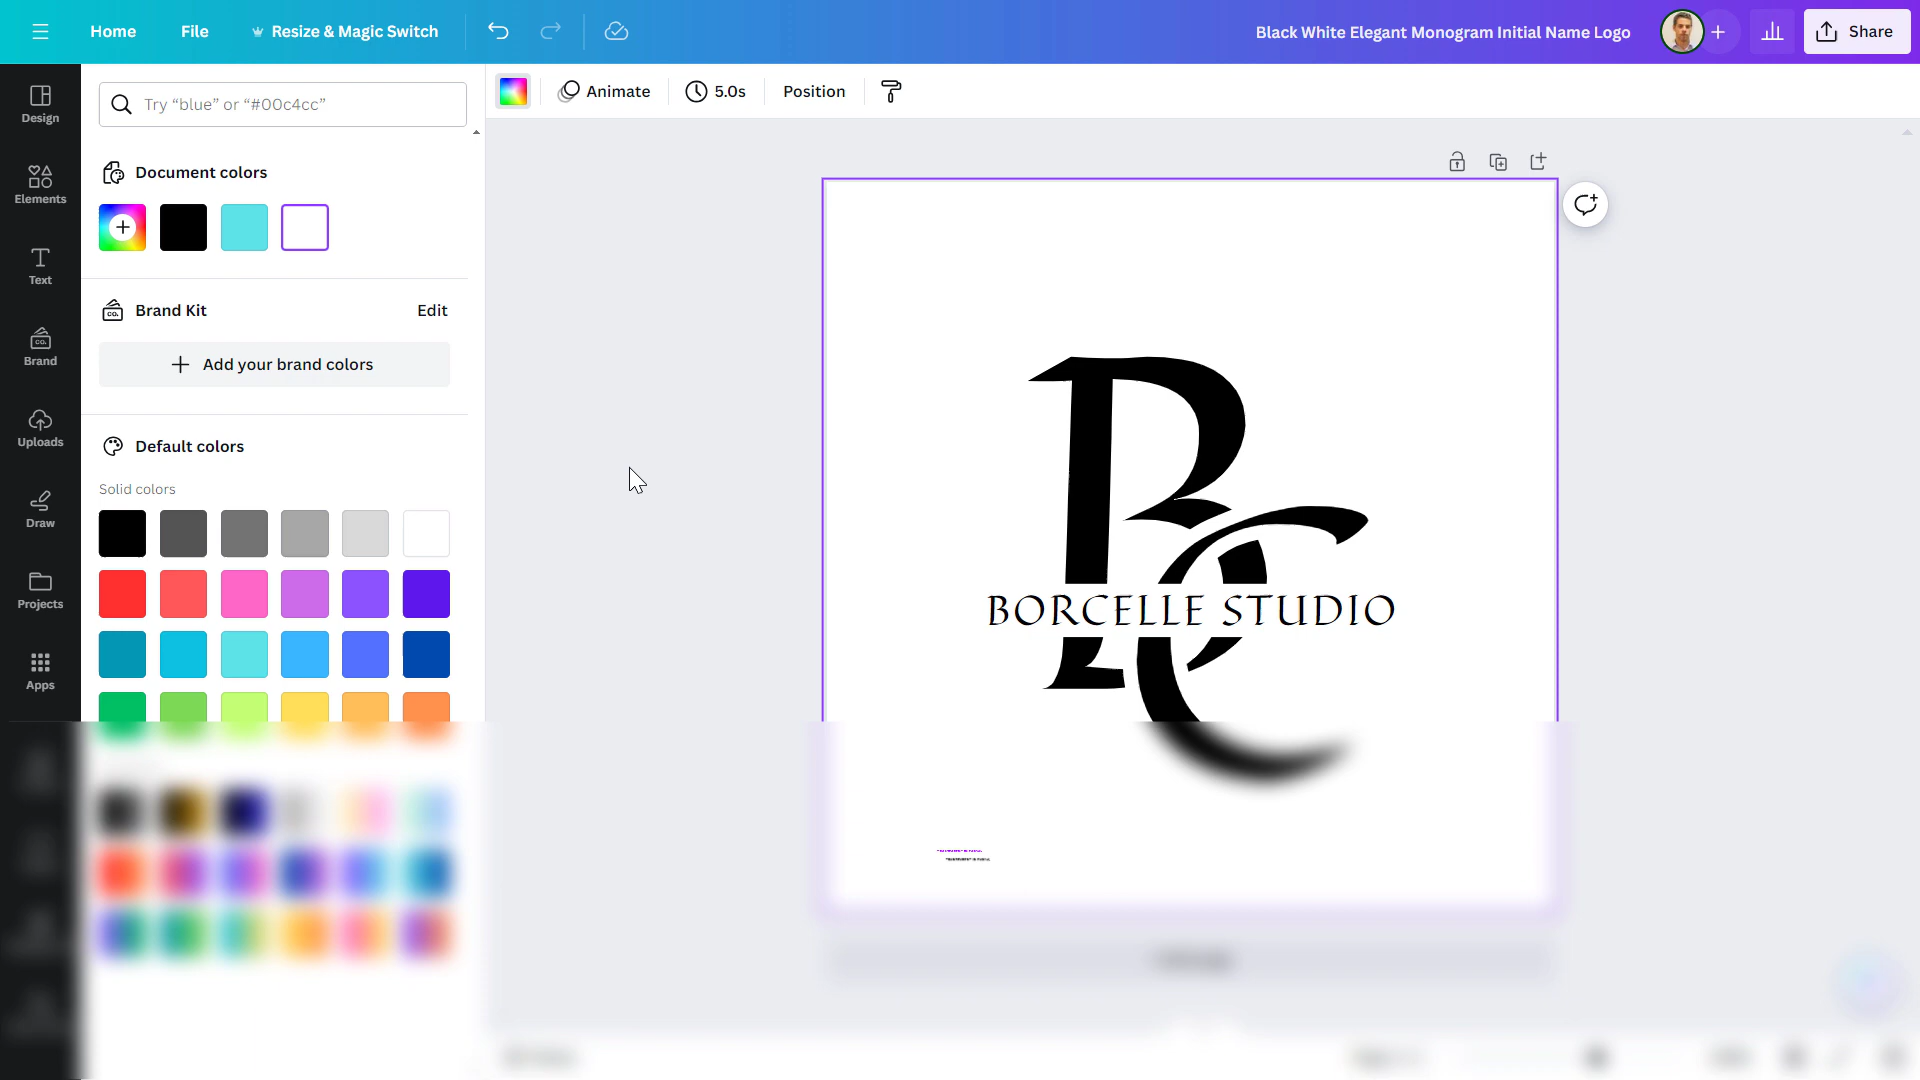 Home
File
Resize & Magic Switch
Black White Elegant Monogram Initial Name Logo
Share
Design
Elements
Text
Brand
Uploads
Draw
Projects
Apps
Try “blue” or “#00c4cc”
Document colors
CO.
Brand Kit
Edit
Add your brand colors
Default colors
Solid colors
Animate
5.0s
Position
BC
BORCELLE STUDIO